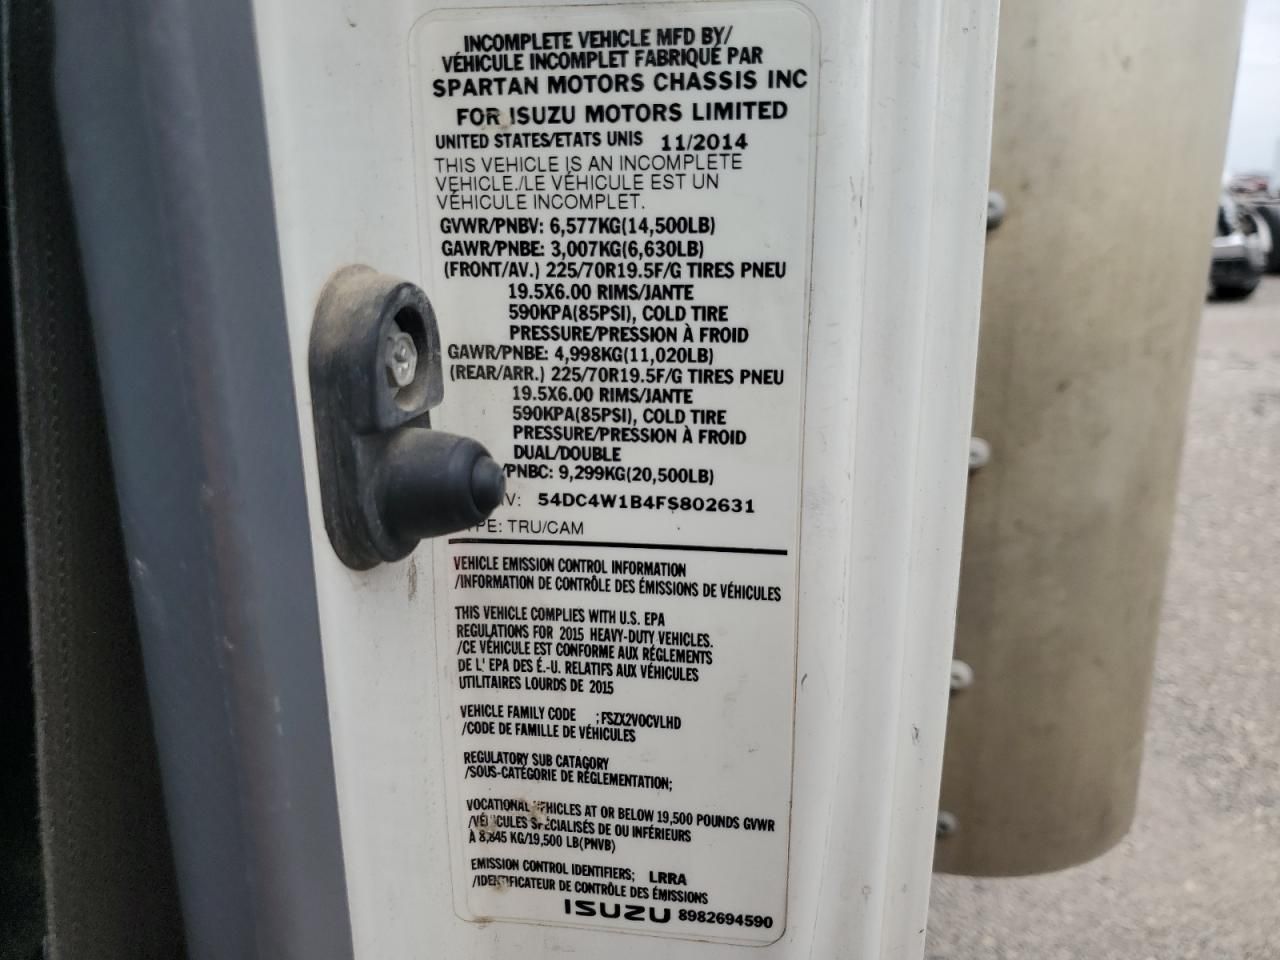 INCOMPLETE VEHICLE MFD BY/
VÉHICULE INCOMPLET FABRIQUÉ PAR
SPARTAN MOTORS CHASSIS INC
FOR ISUZU MOTORS LIMITED
UNITED STATES/ETATS UNIS 11/2014
THIS VEHICLE IS AN INCOMPLETE
VEHICLE./LE VÉHICULE EST UN
VÉHICULE INCOMPLET.
GVWR/PNBV: 6,577KG(14,500LB)
GAWR/PNBE: 3,007KG(6,630LB)
(FRONT/AV.) 225/70R19.5F/G TIRES PNEU
19.5X6.00 RIMS/JANTE
590KPA(85PSI), COLD TIRE
PRESSURE/PRESSION À FROID
GAWR/PNBE: 4,998KG(11,020LB)
(REAR/ARR.) 225/70R19.5F/G TIRES PNEU
19.5X6.00 RIMS/JANTE
590KPA(85PSI), COLD TIRE
PRESSURE/PRESSION À FROID
DUAL/DOUBLE
/PNBC: 9,299KG(20,500LB)
54DC4W1B4FS802631
TRU/CAM
VEHICLE EMISSION CONTROL INFORMATION
/INFORMATION DE CONTRÔLE DES ÉMISSIONS DE VÉHICULES
THIS VEHICLE COMPLIES WITH U.S. EPA
REGULATIONS FOR 2015 HEAVY-DUTY VEHICLES.
/CE VÉHICULE EST CONFORME AUX RÉGLEMENTS
DE L' EPA DES É.-U. RELATIFS AUX VÉHICULES
UTILITAIRES LOURDS DE 2015
VEHICLE FAMILY CODE ;FSZX2VOCVLHD
/CODE DE FAMILLE DE VÉHICULES
REGULATORY SUB CATAGORY
/SOUS-CATÉGORIE DE RÉGLEMENTATION;
VOCATIONAL VEHICLES AT OR BELOW 19,500 POUNDS GVWR
/VÉHICULES SPÉCIALISÉS DE OU INFÉRIEURS
À 8,845 KG/19,500 LB(PNVB)
EMISSION CONTROL IDENTIFIERS; LRRA
/IDENTIFICATEUR DE CONTRÔLE DES ÉMISSIONS
ISUZU 8982694590